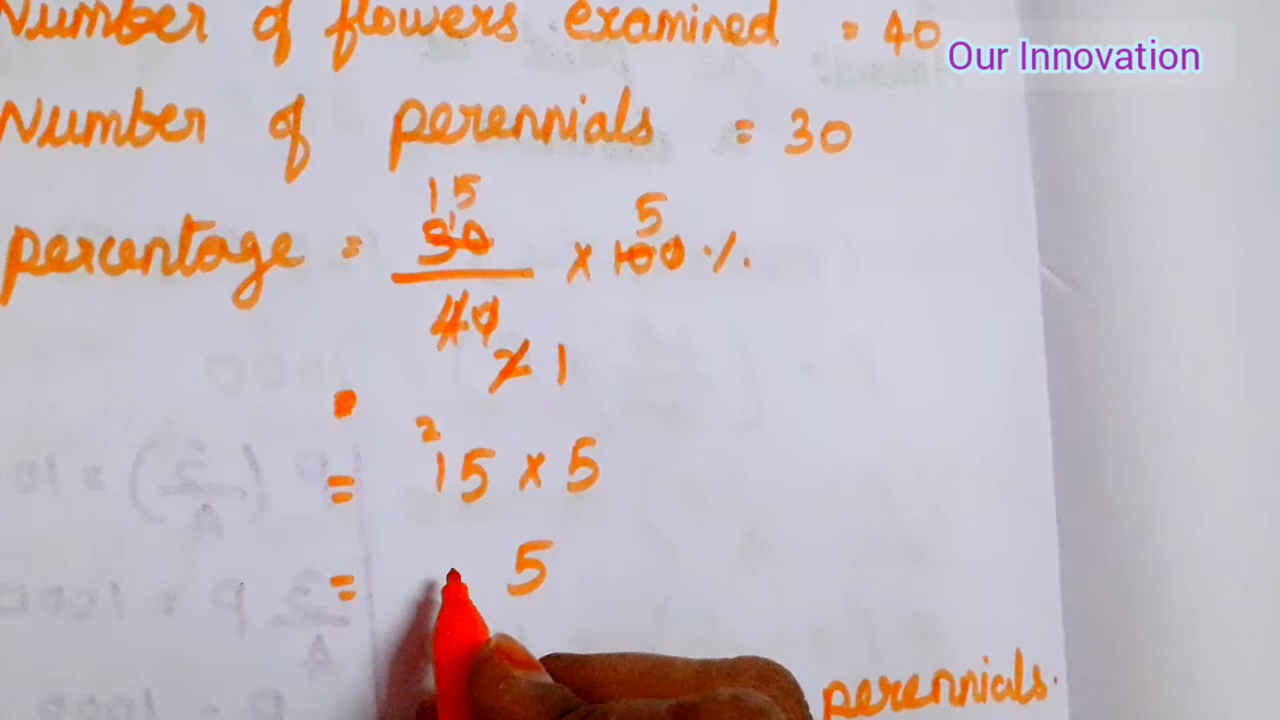 Number of flowers examined = 40
Our Innovation
Number of perennials = 30
percentage = 30/40 x 100 %
15
5
2 1
2
= 15 x 5
= 5
perennials.